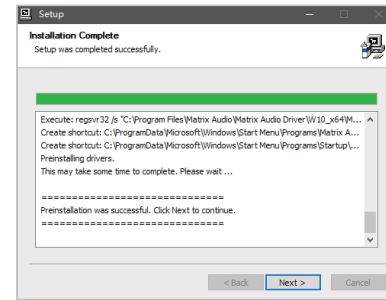 Setup
Installation Complete
Setup was completed successfully.
Execute: regsvr32 /s "C:\Program Files\Matrix Audio\Matrix Audio Driver\W10_x64\M...
Create shortcut: C:\ProgramData\Microsoft\Windows\Start Menu\Programs\Matrix A...
Create shortcut: C:\ProgramData\Microsoft\Windows\Start Menu\Programs\Startup\,...
Preinstalling drivers.
This may take some time to complete. Please wait ...
==============================
Preinstallation was successful. Click Next to continue.
==============================
< Back Next > Cancel